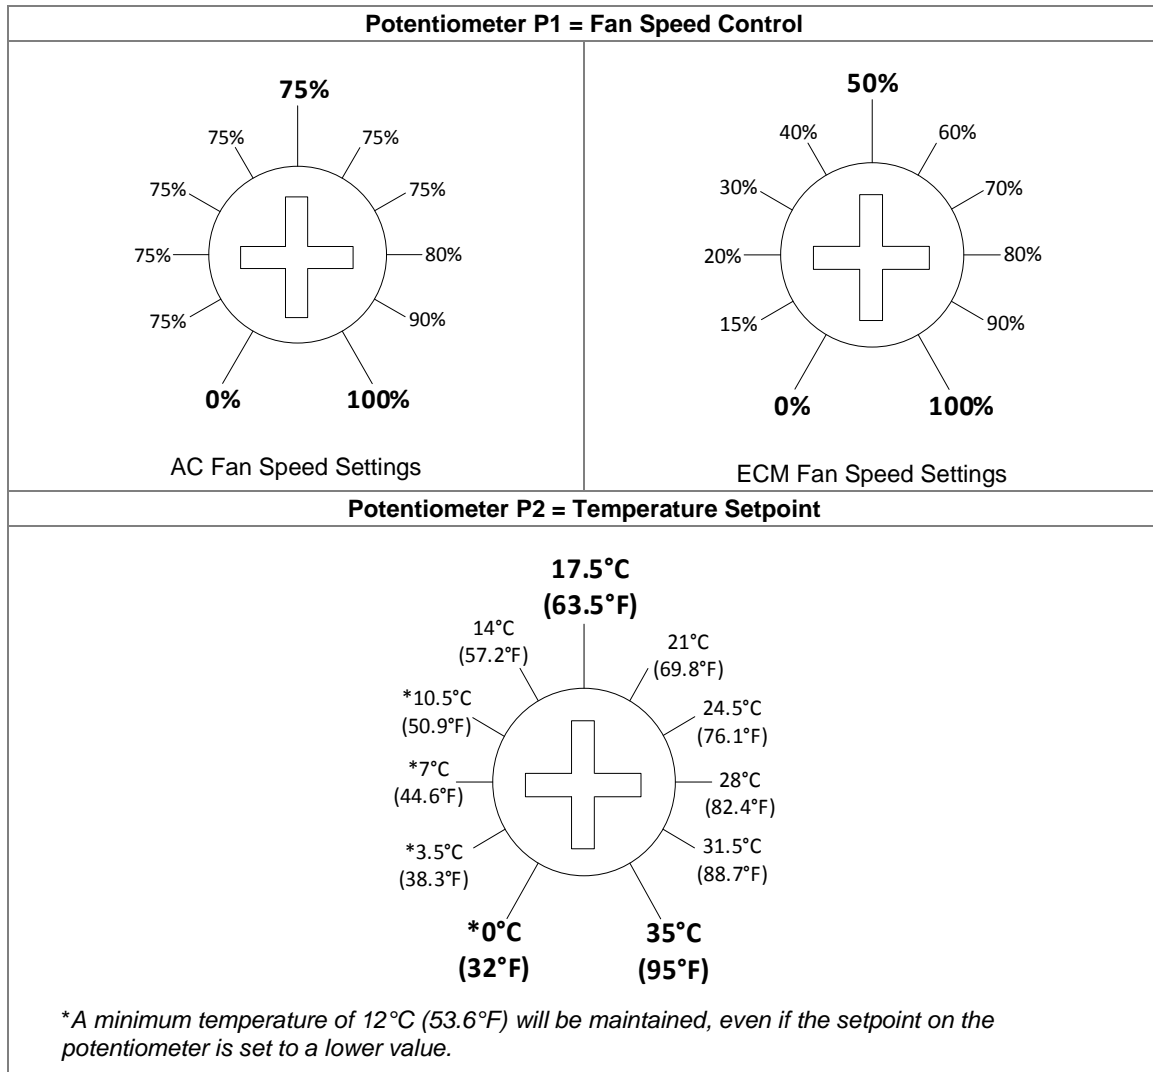 Potentiometer P1 = Fan Speed Control
75%
75%
75%
75%
75%
75%
80%
75%
90%
0%
100%
AC Fan Speed Settings
50%
40%
60%
30%
70%
20%
80%
15%
90%
0%
100%
ECM Fan Speed Settings
Potentiometer P2 = Temperature Setpoint
17.5°C
(63.5°F)
14°C
(57.2°F)
21°C
(69.8°F)
*10.5°C
(50.9°F)
24.5°C
(76.1°F)
*7°C
(44.6°F)
28°C
(82.4°F)
*3.5°C
(38.3°F)
31.5°C
(88.7°F)
*0°C
(32°F)
35°C
(95°F)
*A minimum temperature of 12°C (53.6°F) will be maintained, even if the setpoint on the
potentiometer is set to a lower value.